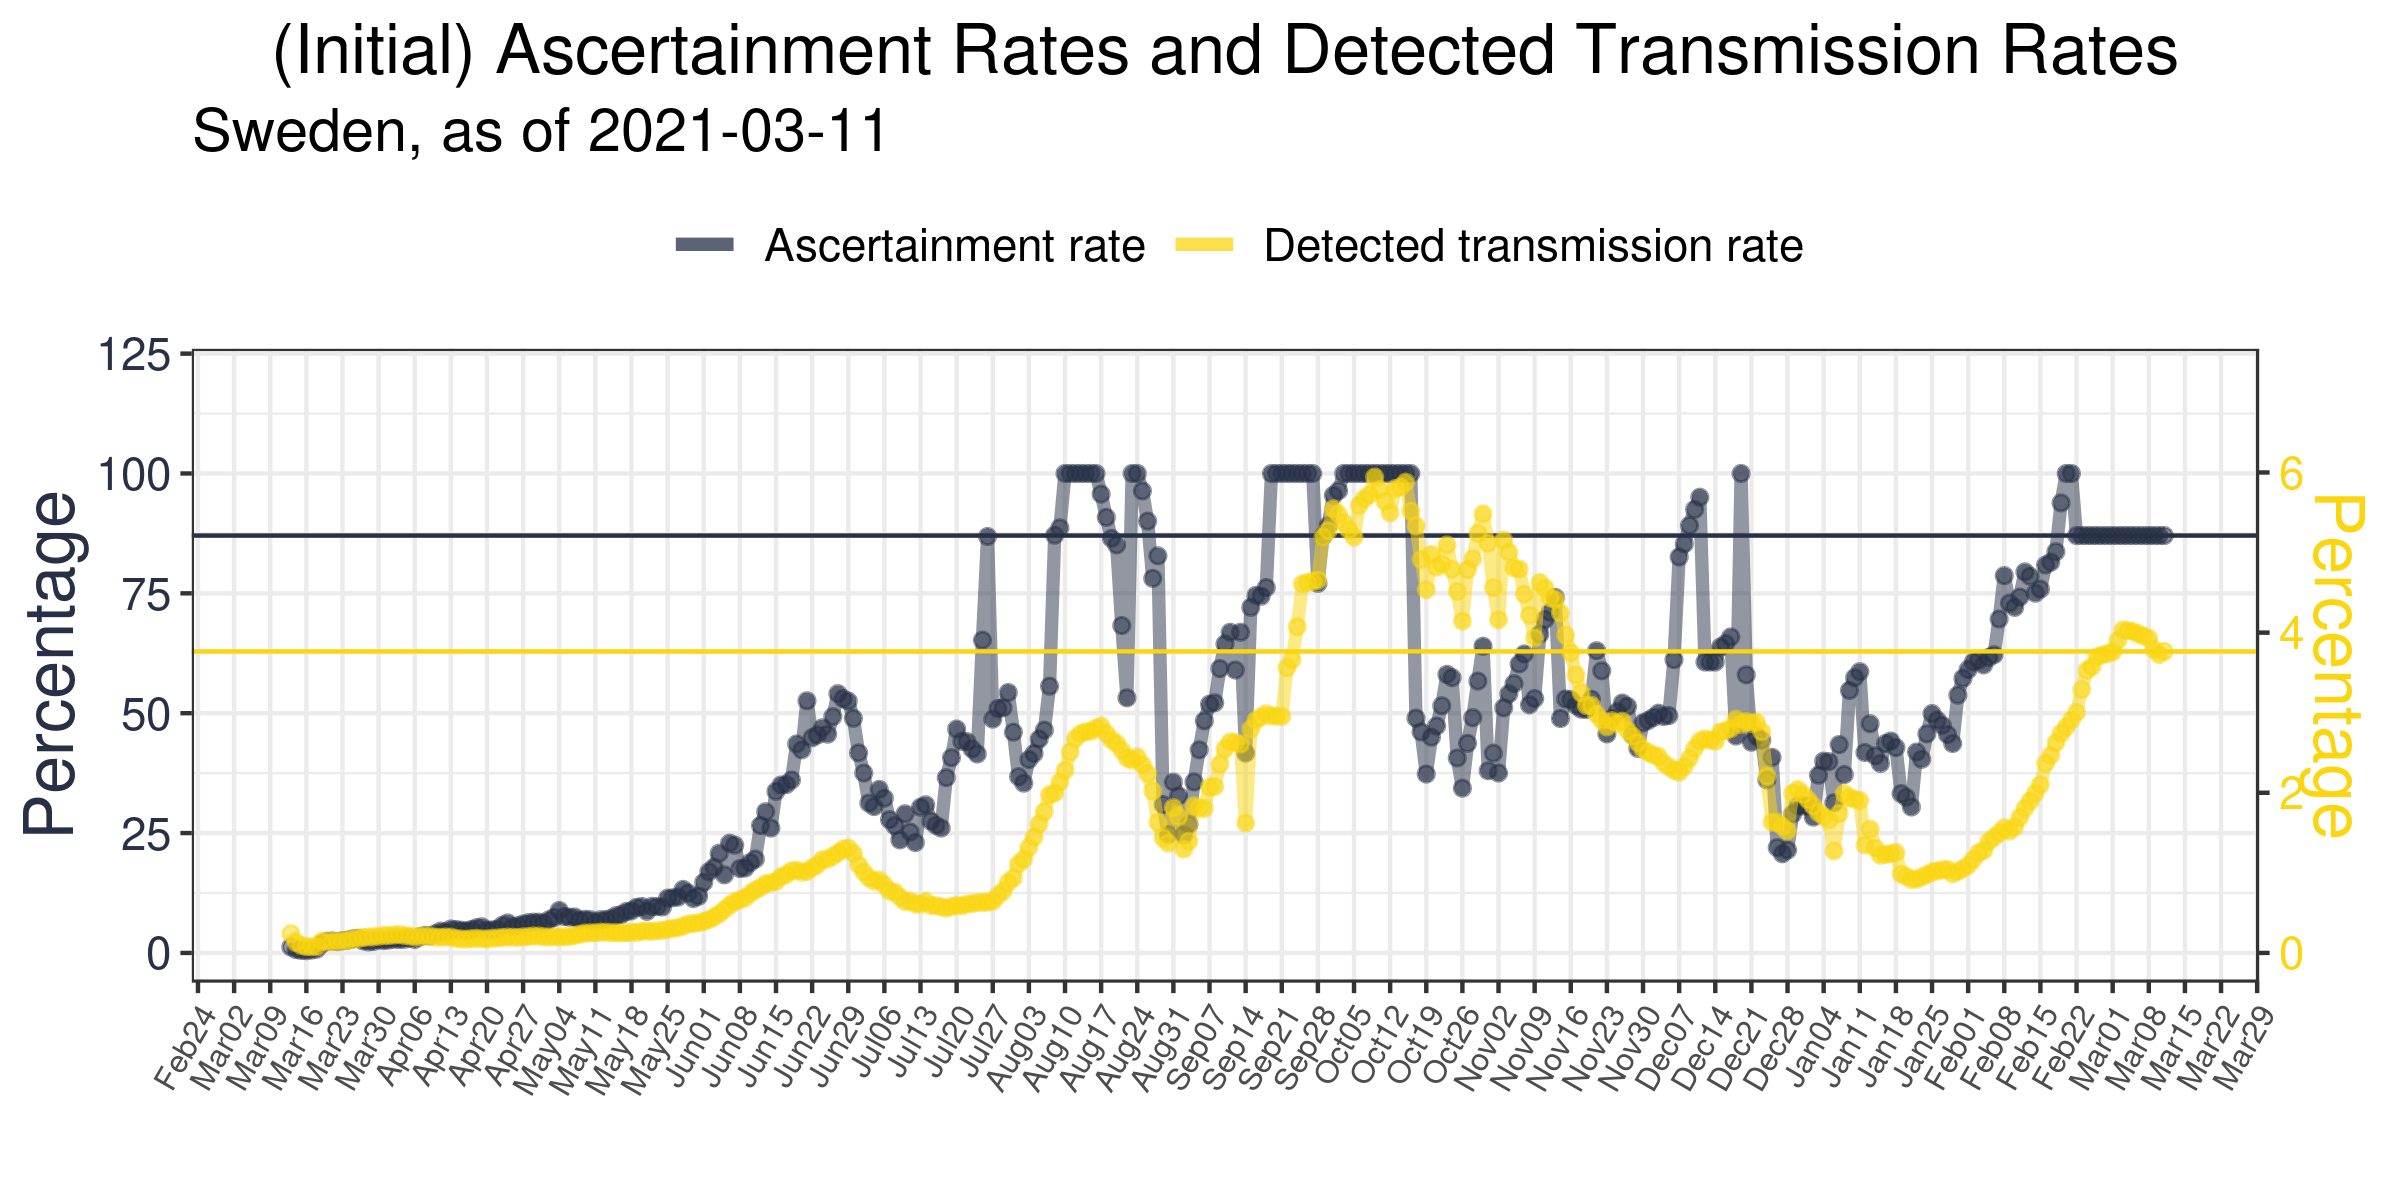 (Initial) Ascertainment Rates and Detected Transmission Rates
Sweden, as of 2021-03-11
Ascertainment rate
Detected transmission rate
Percentage
125
100
75
50
25
0
6
4
2
0
Percentage
Feb24
Mar02
Mar09
Mar16
Mar23
Mar30
Apr06
Apr13
Apr20
Apr27
May04
May11
May18
May25
Jun01
Jun08
Jun15
Jun22
Jun29
Jul06
Jul13
Jul20
Jul27
Aug03
Aug10
Aug17
Aug24
Aug31
Sep07
Sep14
Sep21
Sep28
Oct05
Oct12
Oct19
Oct26
Nov02
Nov09
Nov16
Nov23
Nov30
Dec07
Dec14
Dec21
Dec28
Jan04
Jan11
Jan18
Jan25
Feb01
Feb08
Feb15
Feb22
Mar01
Mar08
Mar15
Mar22
Mar29